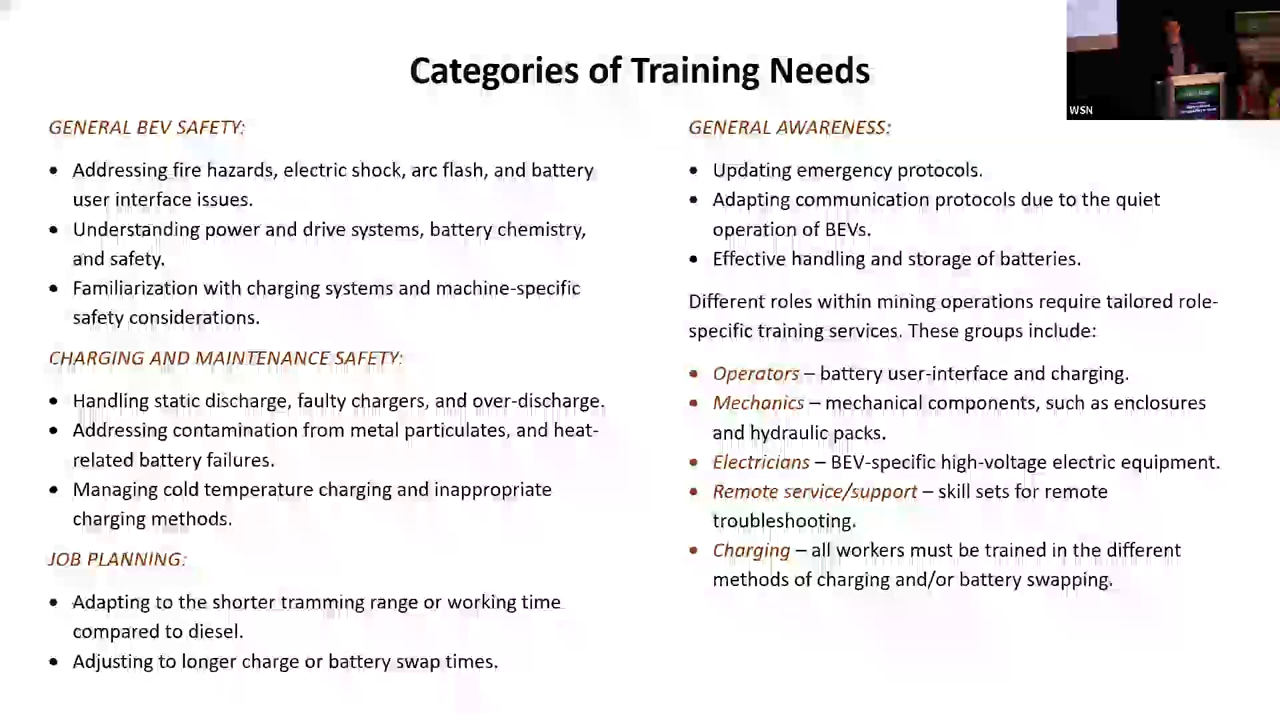 Categories of Training Needs
WSN
GENERAL BEV SAFETY:
• Addressing fire hazards, electric shock, arc flash, and battery
user interface issues.
• Understanding power and drive systems, battery chemistry,
and safety.
• Familiarization with charging systems and machine-specific
safety considerations.
CHARGING AND MAINTENANCE SAFETY:
• Handling static discharge, faulty chargers, and over-discharge.
• Addressing contamination from metal particulates, and heat-
related battery failures.
• Managing cold temperature charging and inappropriate
charging methods.
JOB PLANNING:
• Adapting to the shorter tramming range or working time
compared to diesel.
• Adjusting to longer charge or battery swap times.
GENERAL AWARENESS:
• Updating emergency protocols.
• Adapting communication protocols due to the quiet
operation of BEVs.
• Effective handling and storage of batteries.
Different roles within mining operations require tailored role-
specific training services. These groups include:
• Operators – battery user-interface and charging.
• Mechanics – mechanical components, such as enclosures
and hydraulic packs.
• Electricians – BEV-specific high-voltage electric equipment.
• Remote service/support – skill sets for remote
troubleshooting.
• Charging – all workers must be trained in the different
methods of charging and/or battery swapping.